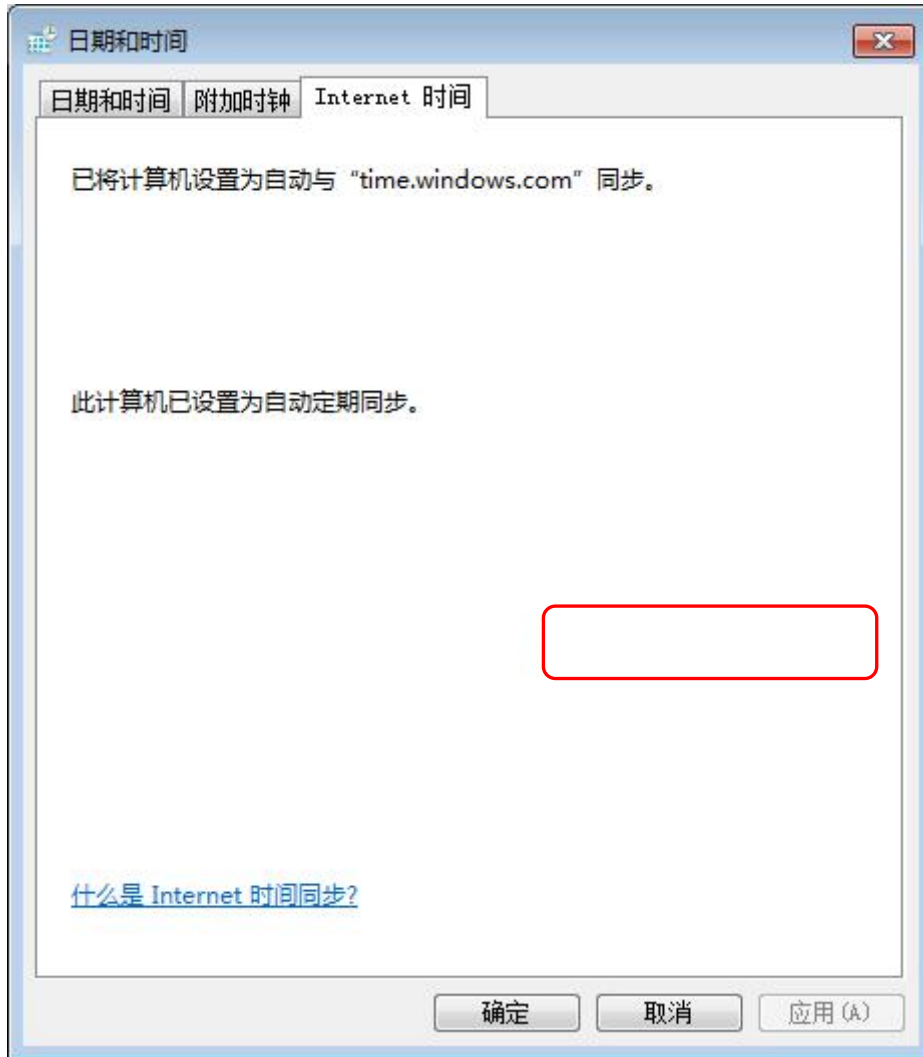 日期和时间
日期和时间 附加时钟 Internet 时间
已将计算机设置为自动与“time.windows.com”同步。
此计算机已设置为自动定期同步。
什么是 Internet 时间同步?
确定 取消 应用(A)